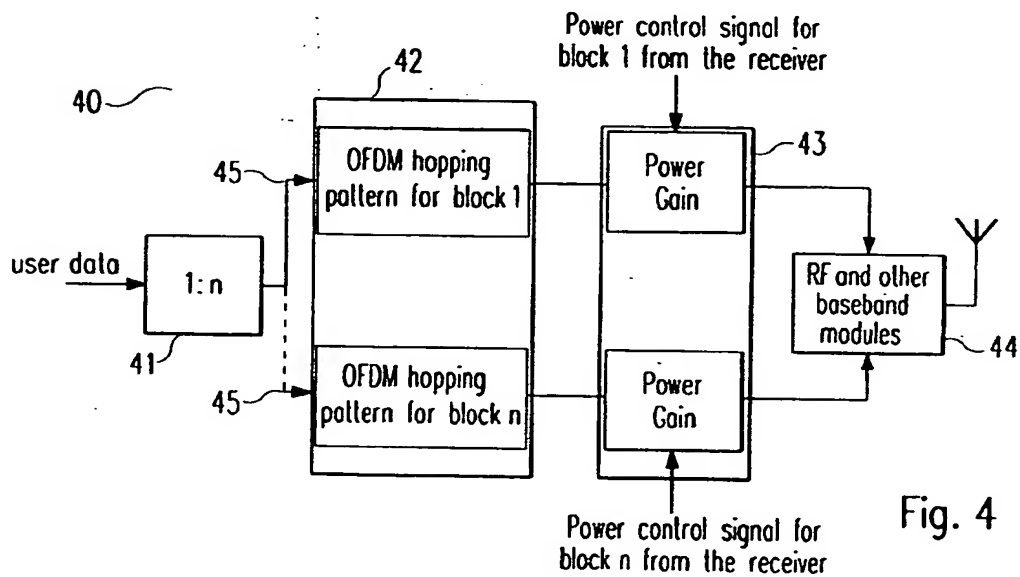 Power control signal for
block 1 from the receiver
40
42
43
45
OFDM hopping
pattern for block 1
Power
Gain
user data
1:n
41
RF and other
baseband
modules
44
45
OFDM hopping
pattern for block n
Power
Gain
Power control signal for
block n from the receiver
Fig. 4